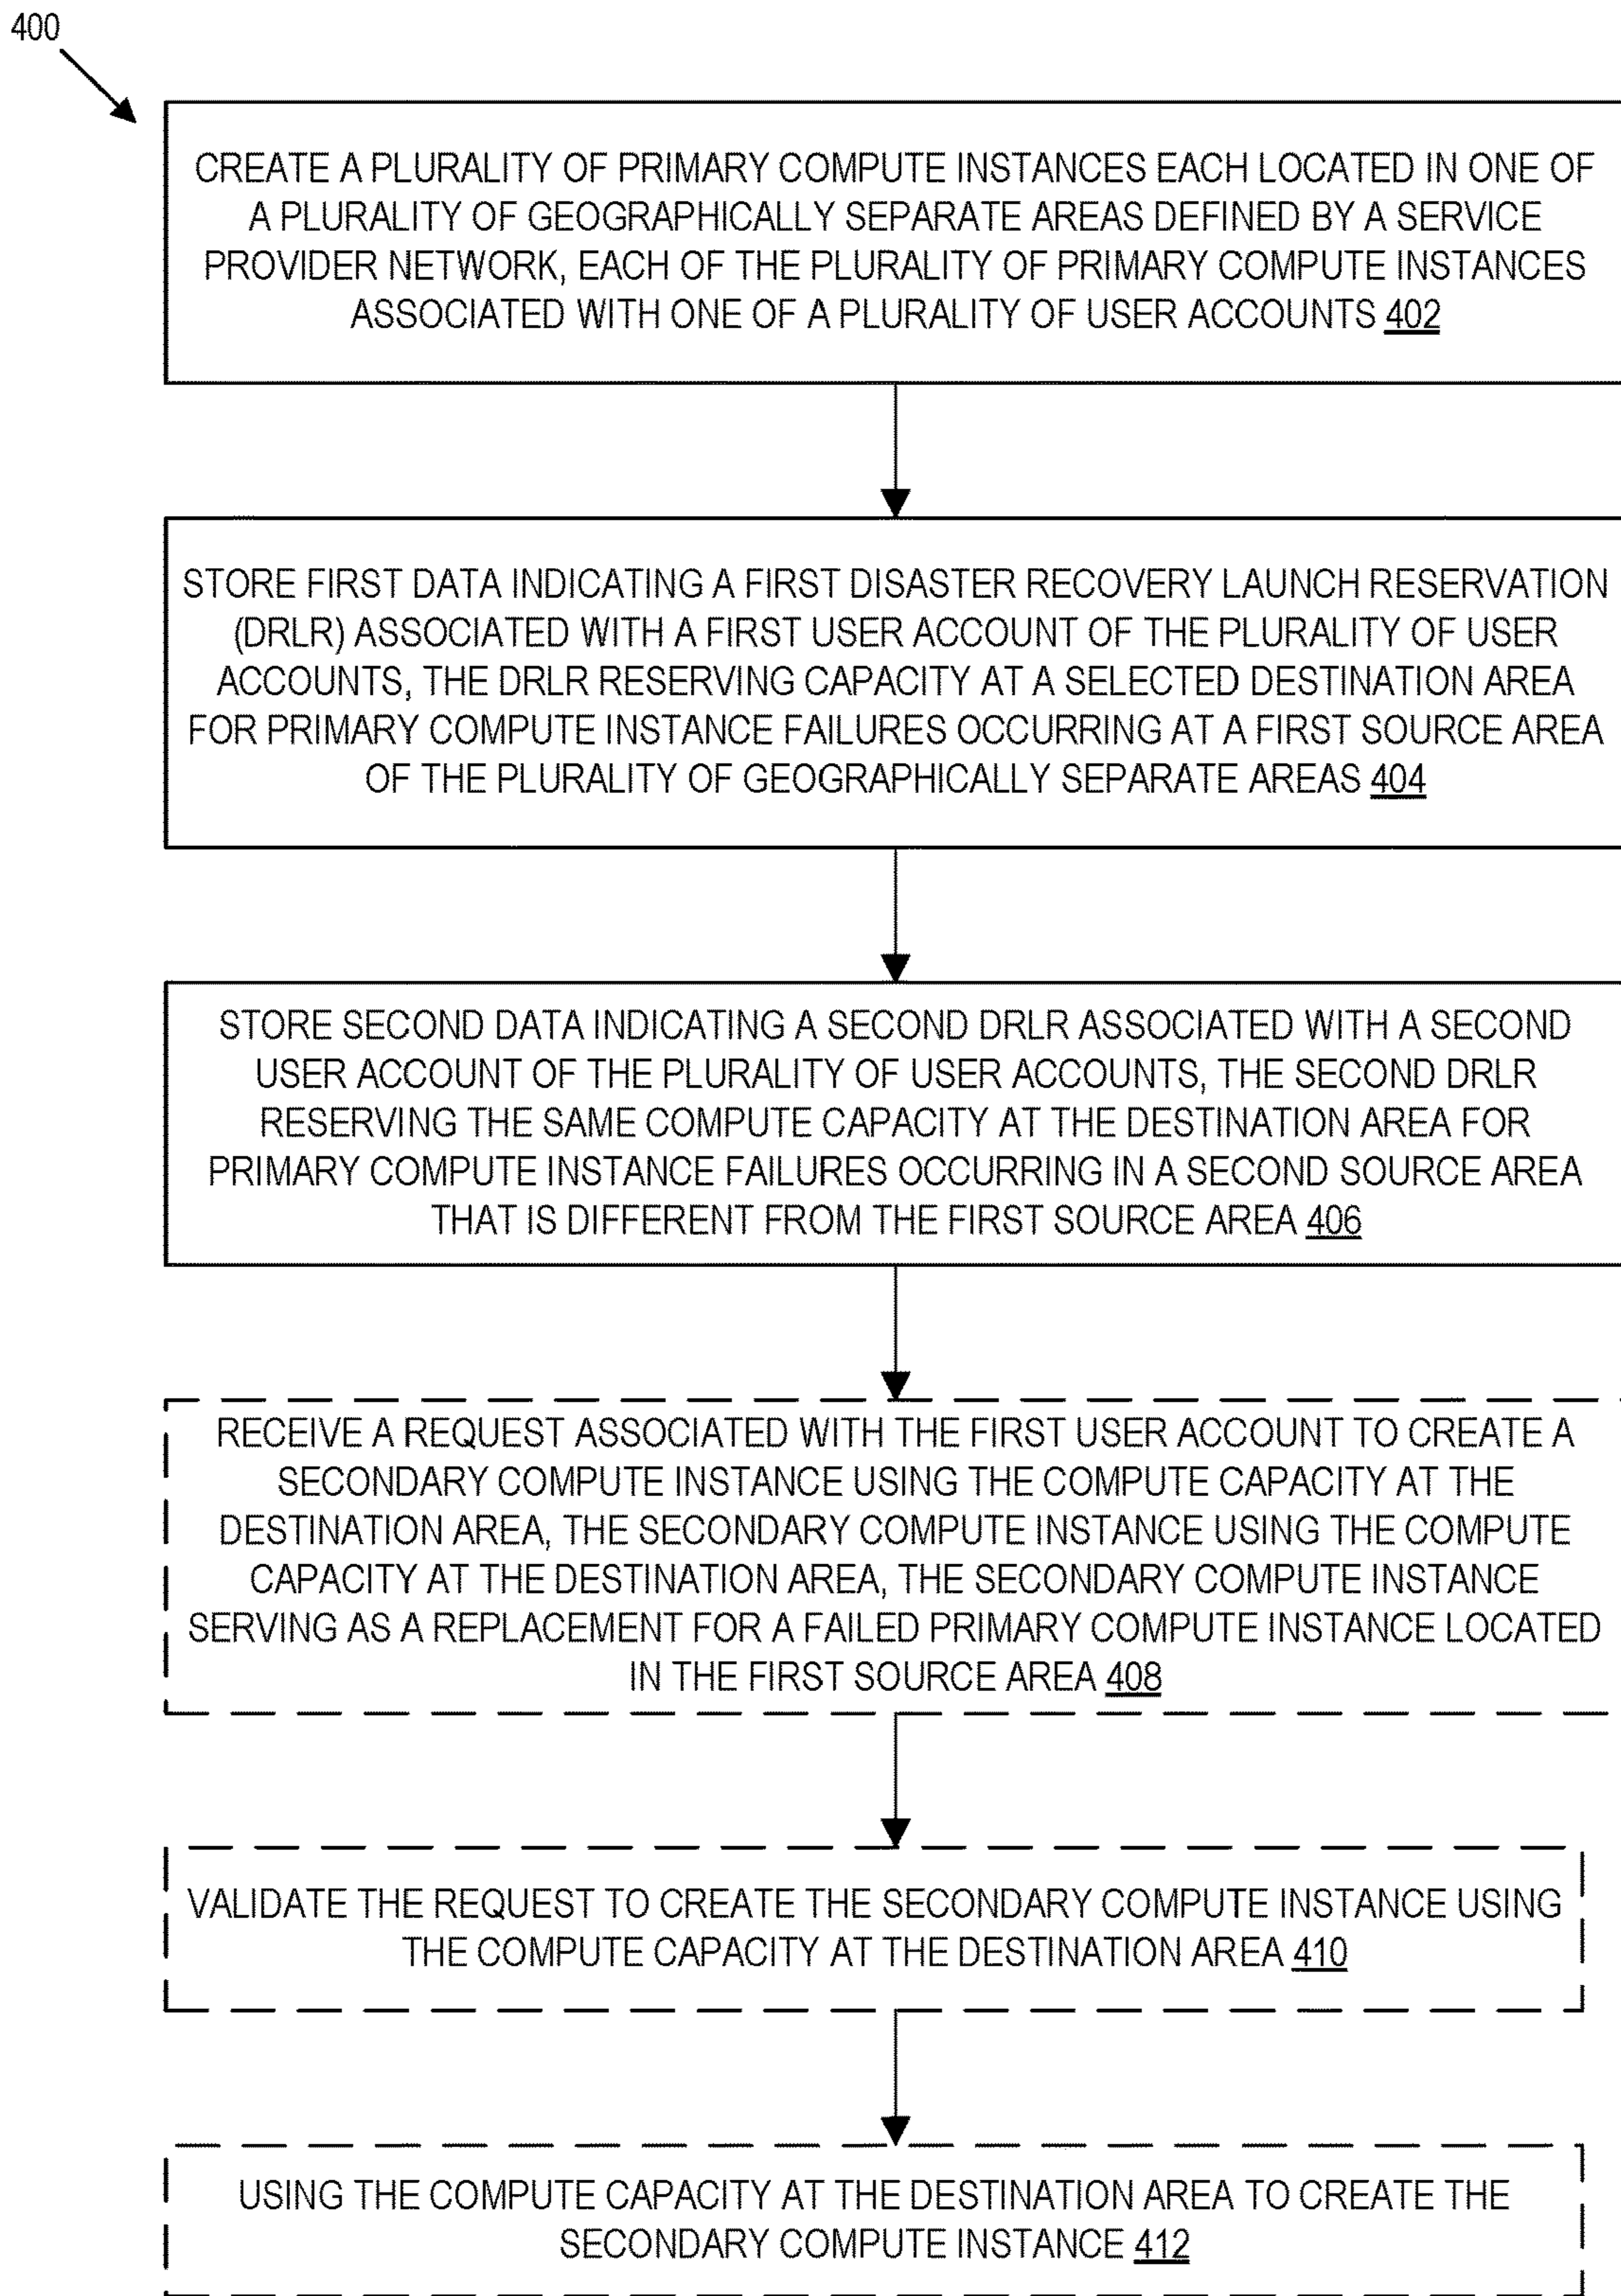 400
CREATE A PLURALITY OF PRIMARY COMPUTE INSTANCES EACH LOCATED IN ONE OF
A PLURALITY OF GEOGRAPHICALLY SEPARATE AREAS DEFINED BY A SERVICE
PROVIDER NETWORK, EACH OF THE PLURALITY OF PRIMARY COMPUTE INSTANCES
ASSOCIATED WITH ONE OF A PLURALITY OF USER ACCOUNTS 402
STORE FIRST DATA INDICATING A FIRST DISASTER RECOVERY LAUNCH RESERVATION
(DRLR) ASSOCIATED WITH A FIRST USER ACCOUNT OF THE PLURALITY OF USER
ACCOUNTS, THE DRLR RESERVING CAPACITY AT A SELECTED DESTINATION AREA
FOR PRIMARY COMPUTE INSTANCE FAILURES OCCURRING AT A FIRST SOURCE AREA
OF THE PLURALITY OF GEOGRAPHICALLY SEPARATE AREAS 404
STORE SECOND DATA INDICATING A SECOND DRLR ASSOCIATED WITH A SECOND
USER ACCOUNT OF THE PLURALITY OF USER ACCOUNTS, THE SECOND DRLR
RESERVING THE SAME COMPUTE CAPACITY AT THE DESTINATION AREA FOR
PRIMARY COMPUTE INSTANCE FAILURES OCCURRING IN A SECOND SOURCE AREA
THAT IS DIFFERENT FROM THE FIRST SOURCE AREA 406
RECEIVE A REQUEST ASSOCIATED WITH THE FIRST USER ACCOUNT TO CREATE A
SECONDARY COMPUTE INSTANCE USING THE COMPUTE CAPACITY AT THE
DESTINATION AREA, THE SECONDARY COMPUTE INSTANCE USING THE COMPUTE
CAPACITY AT THE DESTINATION AREA, THE SECONDARY COMPUTE INSTANCE
SERVING AS A REPLACEMENT FOR A FAILED PRIMARY COMPUTE INSTANCE LOCATED
IN THE FIRST SOURCE AREA 408
VALIDATE THE REQUEST TO CREATE THE SECONDARY COMPUTE INSTANCE USING
THE COMPUTE CAPACITY AT THE DESTINATION AREA 410
USING THE COMPUTE CAPACITY AT THE DESTINATION AREA TO CREATE THE
SECONDARY COMPUTE INSTANCE 412